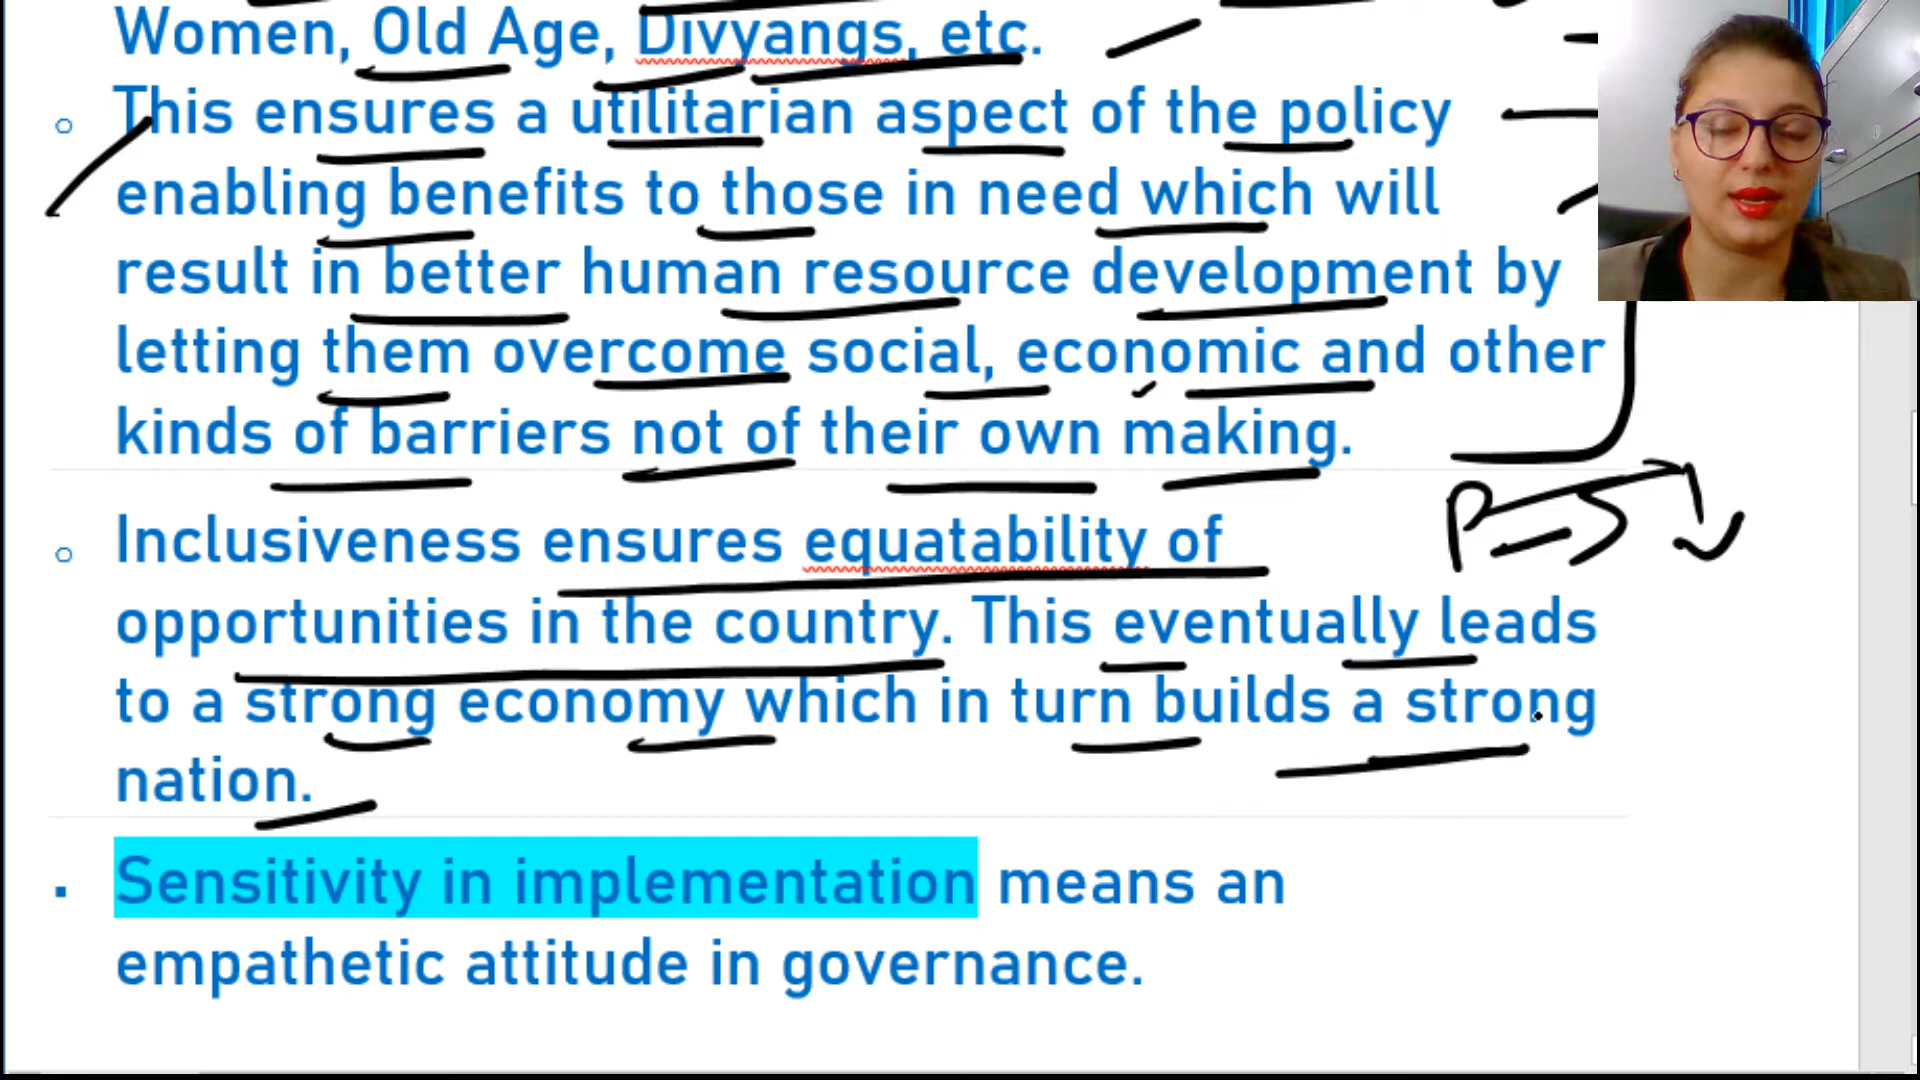 Women, Old Age, Divyangs, etc.
This ensures a utilitarian aspect of the policy
enabling benefits to those in need which will
result in better human resource development by
letting them overcome social, economic and other
kinds of barriers not of their own making.
Inclusiveness ensures equatability of
opportunities in the country. This eventually leads
to a strong economy which in turn builds a strong
nation.
Sensitivity in implementation means an
empathetic attitude in governance.